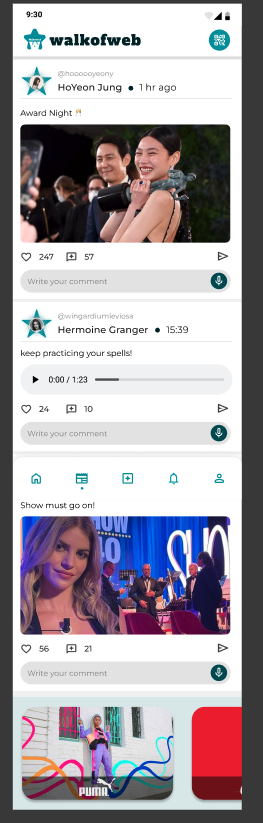 9:30
walkofweb
@hoooooyeony
HoYeon Jung ● 1 hr ago
Award Night 🥂
247 57
Write your comment
@wingardiumleviosa
Hermoine Granger ● 15:39
keep practicing your spells!
0:00 / 1:23
24 10
Write your comment
Show must go on!
56 21
Write your comment
PUMA